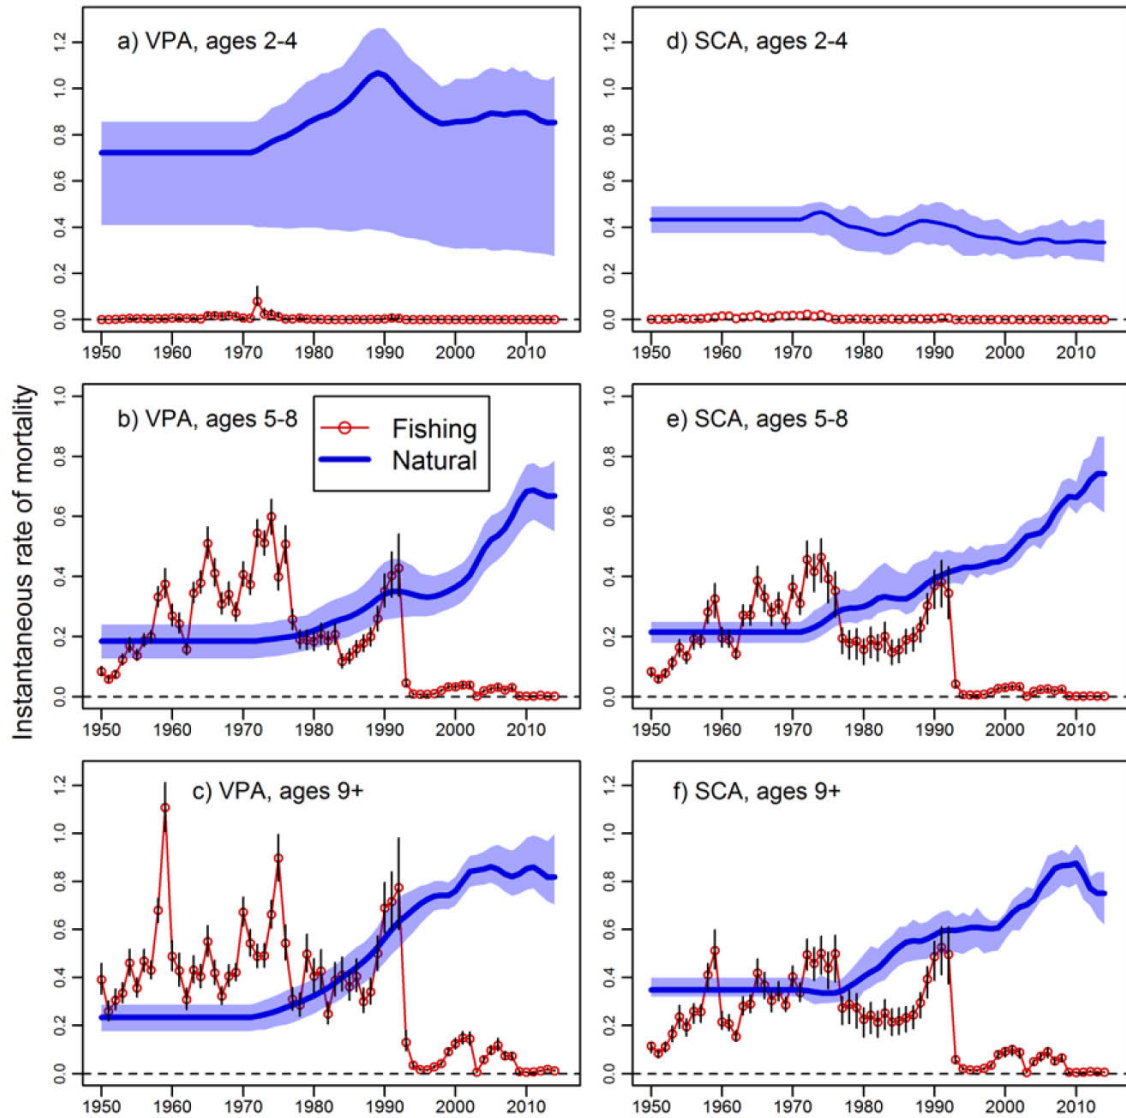 a) VPA, ages 2-4
0.0 0.2 0.4 0.6 0.8 1.0 1.2
1950 1960 1970 1980 1990 2000 2010
d) SCA, ages 2-4
0.0 0.2 0.4 0.6 0.8 1.0 1.2
1950 1960 1970 1980 1990 2000 2010
Instantaneous rate of mortality
b) VPA, ages 5-8
Fishing
Natural
0.0 0.2 0.4 0.6 0.8 1.0
1950 1960 1970 1980 1990 2000 2010
e) SCA, ages 5-8
0.0 0.2 0.4 0.6 0.8 1.0
1950 1960 1970 1980 1990 2000 2010
c) VPA, ages 9+
0.0 0.2 0.4 0.6 0.8 1.0 1.2
1950 1960 1970 1980 1990 2000 2010
f) SCA, ages 9+
0.0 0.2 0.4 0.6 0.8 1.0 1.2
1950 1960 1970 1980 1990 2000 2010